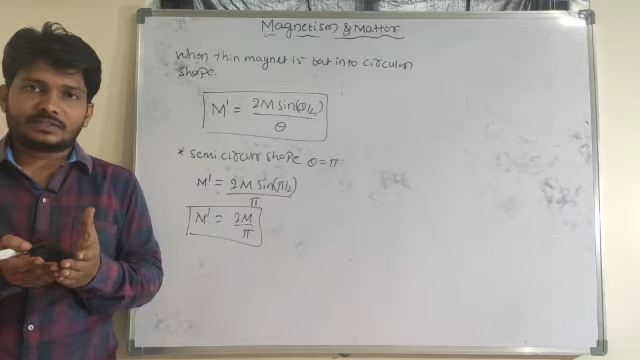 Magnetism & Matter
When thin magnet is bent into circular
shape.
M' = 2M sin(θ/2) / θ
* semi circular shape θ = π
M' = 2M sin(π/2) / π
M' = 2M / π